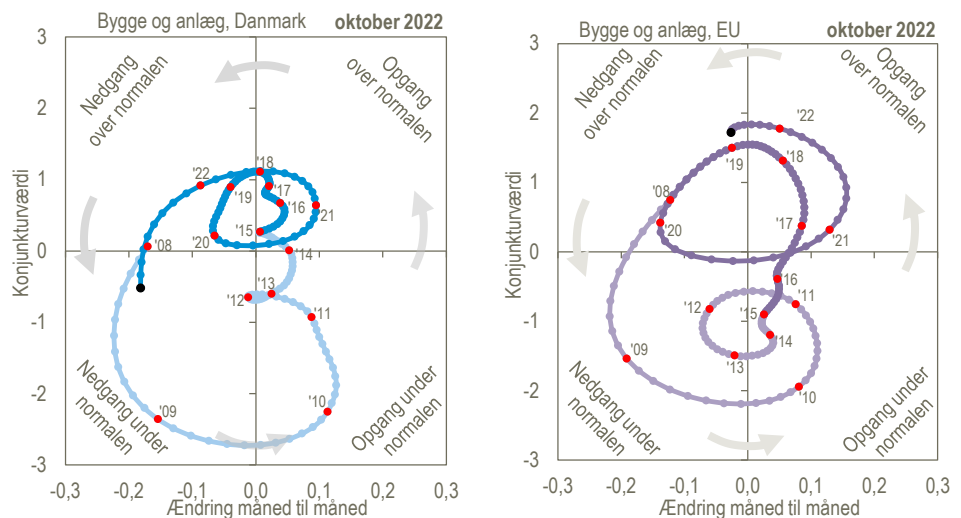 Bygge og anlæg, Danmark
oktober 2022
3
2
1
0
-1
-2
-3
Konjunkturværdi
Nedgang
over normalen
Opgang
over normalen
'18
'22
'17
'19
'16
'21
'20
'15
'08
'14
'13
'12
'11
'09
'10
Nedgang under
normalen
Opgang under
normalen
-0,3
-0,2
-0,1
0,0
0,1
0,2
0,3
Ændring måned til måned
Bygge og anlæg, EU
oktober 2022
3
2
1
0
-1
-2
-3
Konjunkturværdi
Nedgang
over normalen
Opgang
over normalen
'22
'19
'18
'08
'20
'17
'21
'16
'11
'12
'15
'14
'13
'09
'10
Nedgang under
normalen
Opgang under
normalen
-0,3
-0,2
-0,1
0,0
0,1
0,2
0,3
Ændring måned til måned